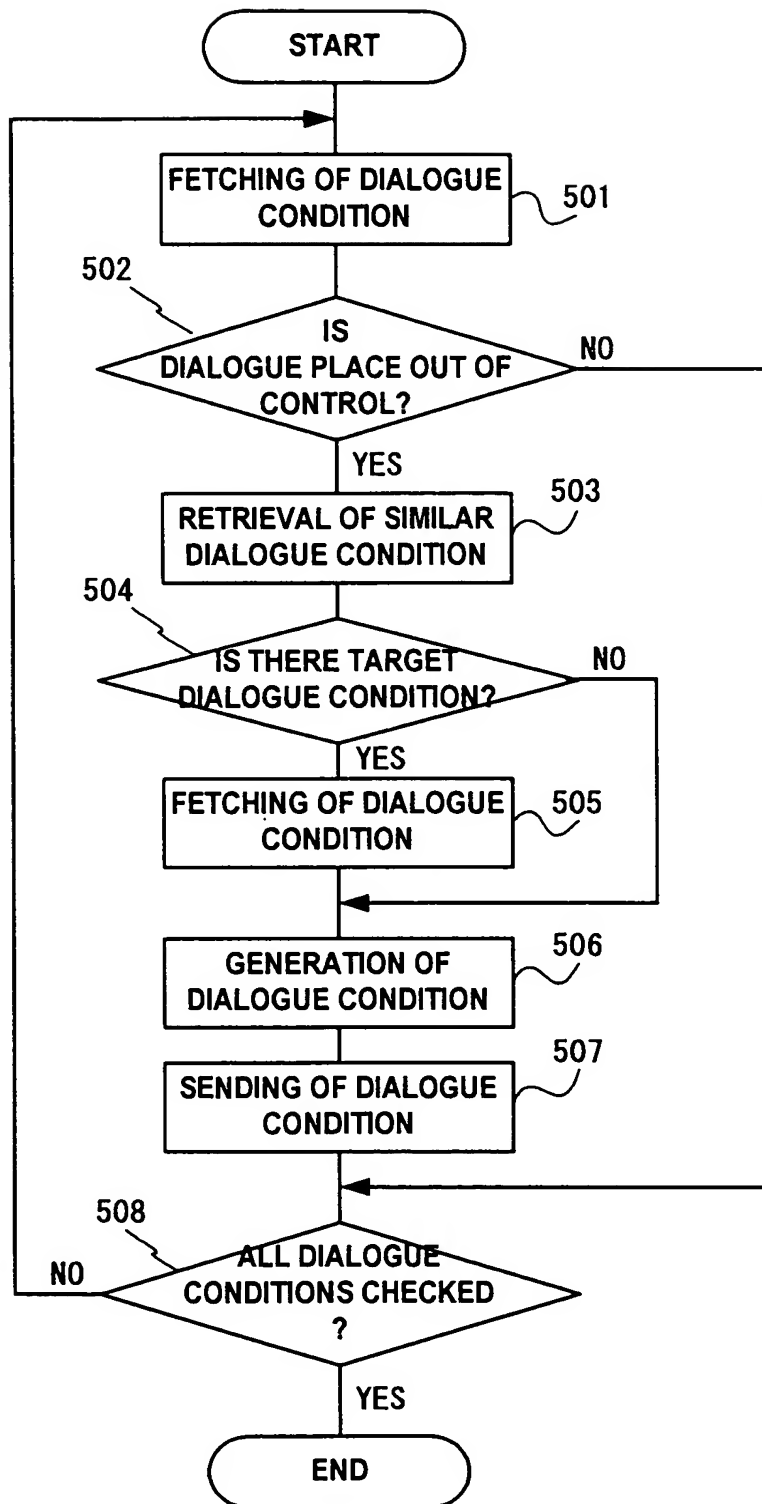 START
FETCHING OF DIALOGUE
CONDITION
501
502
IS
DIALOGUE PLACE OUT OF
CONTROL?
NO
YES
503
RETRIEVAL OF SIMILAR
DIALOGUE CONDITION
504
IS THERE TARGET
DIALOGUE CONDITION?
NO
YES
FETCHING OF DIALOGUE
CONDITION
505
GENERATION OF
DIALOGUE CONDITION
506
SENDING OF DIALOGUE
CONDITION
507
508
ALL DIALOGUE
CONDITIONS CHECKED
?
NO
YES
END